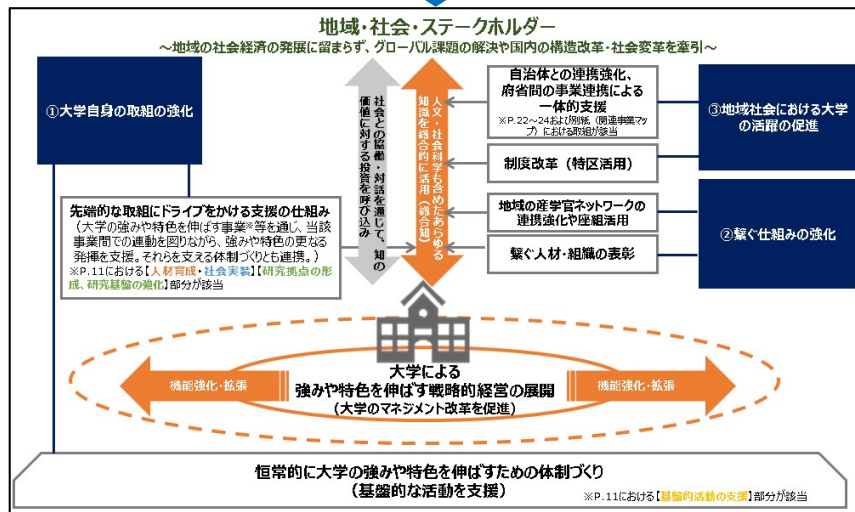 地域・社会・ステークホルダー
～地域の社会経済の発展に留まらず、グローバル課題の解決や国内の構造改革・社会変革を牽引～
①大学自身の取組の強化
社会との協働・対話を通じて、知の
価値に対する投資を呼び込み
人文・社会科学も含めたあらゆる
知識を総合的に活用（総合知）
自治体との連携強化、
府省間の事業連携による
一体的支援
※P.22～24および別紙（関連事業マッ
プ）における取組が該当
制度改革（特区活用）
③地域社会における大学
の活躍の促進
先端的な取組にドライブをかける支援の仕組み
（大学の強みや特色を伸ばす事業※等を通じ、当該
事業間での連動を図りながら、強みや特色の更なる
発揮を支援。それらを支える体制づくりとも連携。）
※P.11における【人材育成・社会実装】【研究拠点の形
成、研究基盤の強化】部分が該当
地域の産学官ネットワークの
連携強化や座組活用
繋ぐ人材・組織の表彰
②繋ぐ仕組みの強化
機能強化・拡張
大学による
強みや特色を伸ばす戦略的経営の展開
（大学のマネジメント改革を促進）
機能強化・拡張
恒常的に大学の強みや特色を伸ばすための体制づくり
（基盤的な活動を支援）
※P.11における【基盤的活動の支援】部分が該当